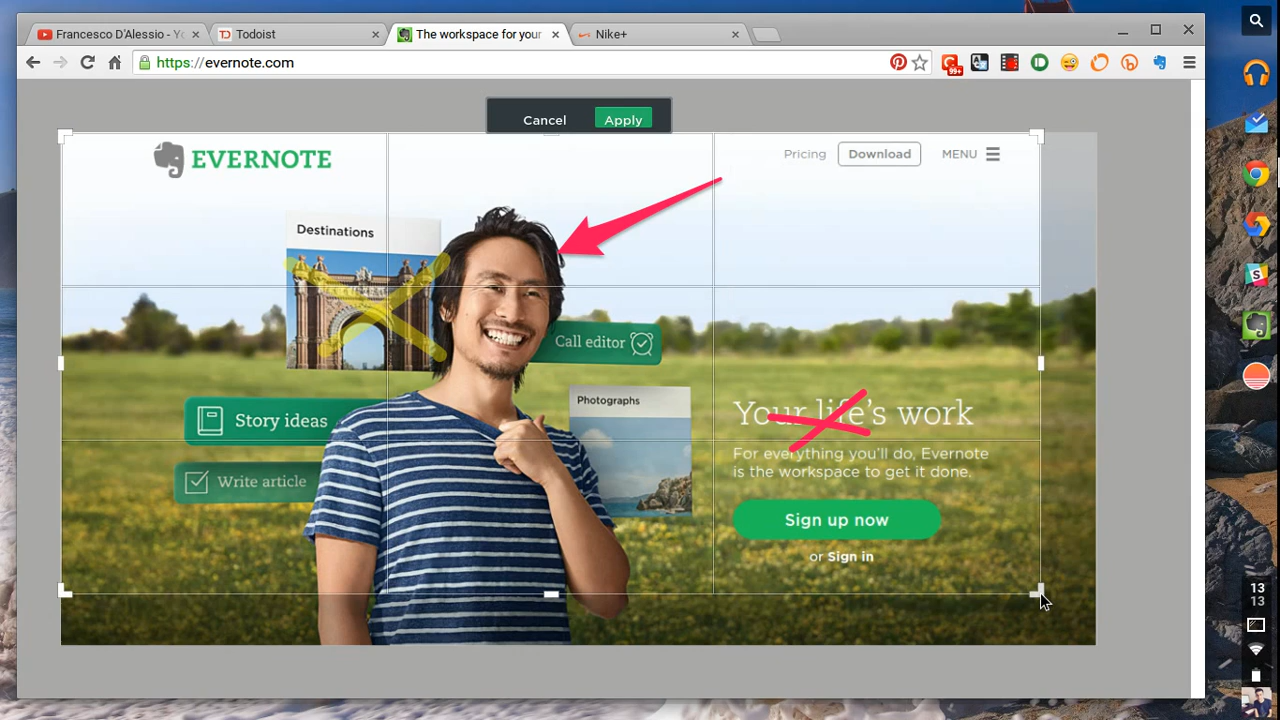 Francesco D'Alessio - Yo
Todoist
The workspace for your
Nike+
https://evernote.com
99+
Cancel
Apply
EVERNOTE
Pricing
Download
MENU
Destinations
Call editor
Photographs
Story ideas
Write article
Your life's work
For everything you'll do, Evernote
is the workspace to get it done.
Sign up now
or Sign in
S
13
13